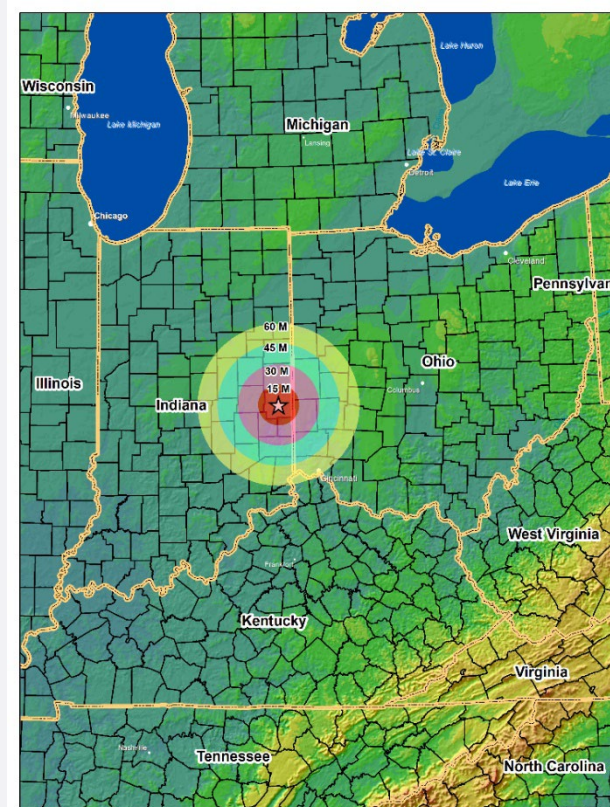 Lake Huron
Wisconsin
Milwaukee
Lake Michigan
Michigan
Lansing
Lake St. Claire
Detroit
Lake Erie
Chicago
Cleveland
Pennsylvan
60 M
45 M
Ohio
30 M
Illinois
15 M
Columbus
Indiana
Cincinnati
West Virginia
Frankfort
Kentucky
Virginia
Nashville
Tennessee
North Carolina